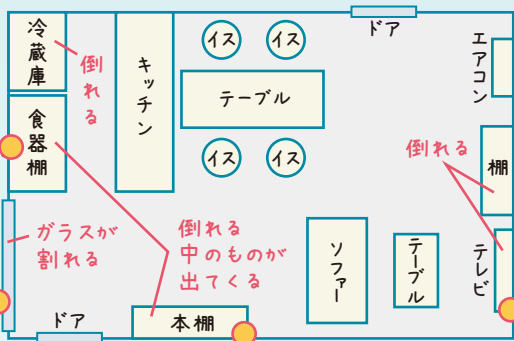 冷蔵庫
倒れる
キッチン
イス
イス
ドア
エアコン
テーブル
食器棚
イス
イス
倒れる
棚
ガラスが
割れる
倒れる
中のものが
出てくる
ソファー
テーブル
テレビ
ドア
本棚